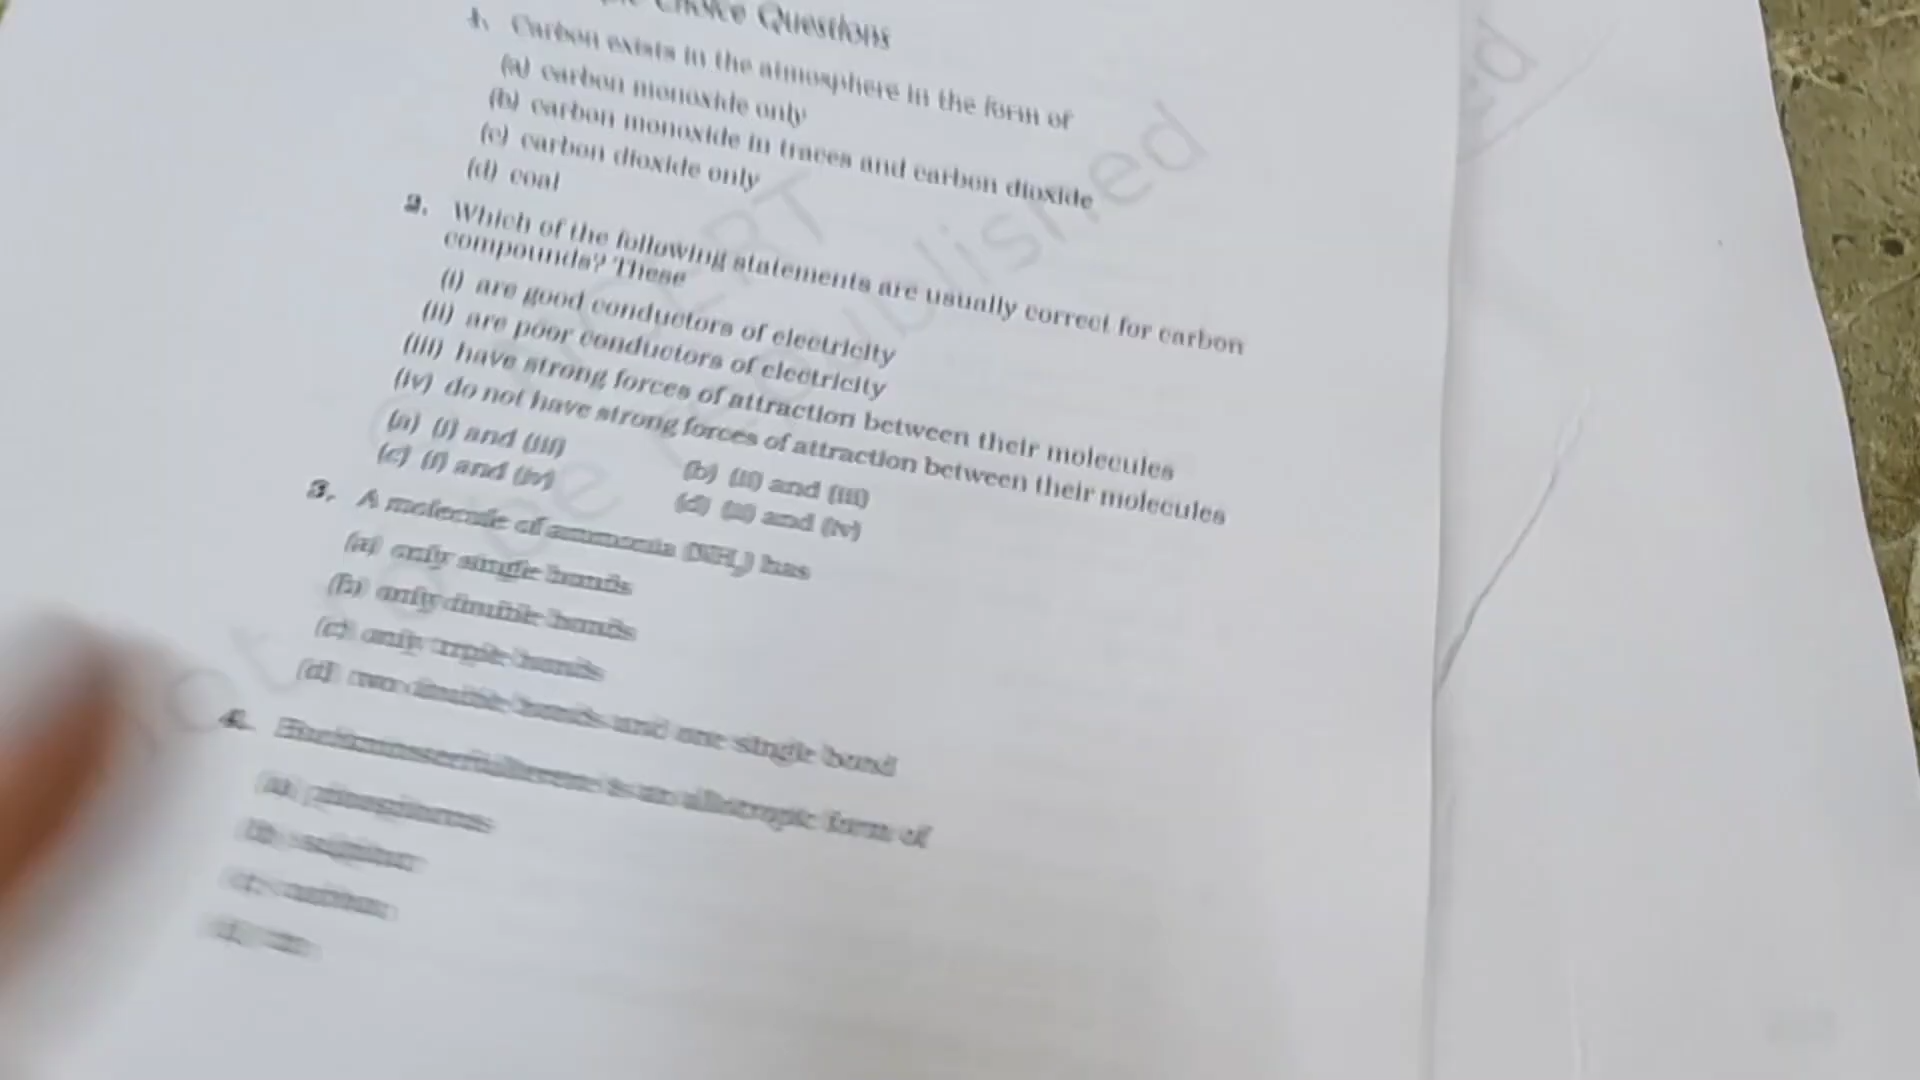 Choice Questions
1. Carbon exists in the atmosphere in the form of
(a) carbon monoxide only
(b) carbon monoxide in traces and carbon dioxide
(c) carbon dioxide only
(d) coal
2. Which of the following statements are usually correct for carbon
compounds? These
(i) are good conductors of electricity
(ii) are poor conductors of electricity
(iii) have strong forces of attraction between their molecules
(iv) do not have strong forces of attraction between their molecules
(a) (i) and (iii) (b) (ii) and (iii)
(c) (i) and (iv) (d) (ii) and (iv)
3. A molecule of ammonia (NH₃) has
(a) only single bonds
(b) only double bonds
(c) only triple bonds
(d) two double bonds and one single bond
4. is an allotropic form of
(a) phosphorus
NCERT
not to be republished